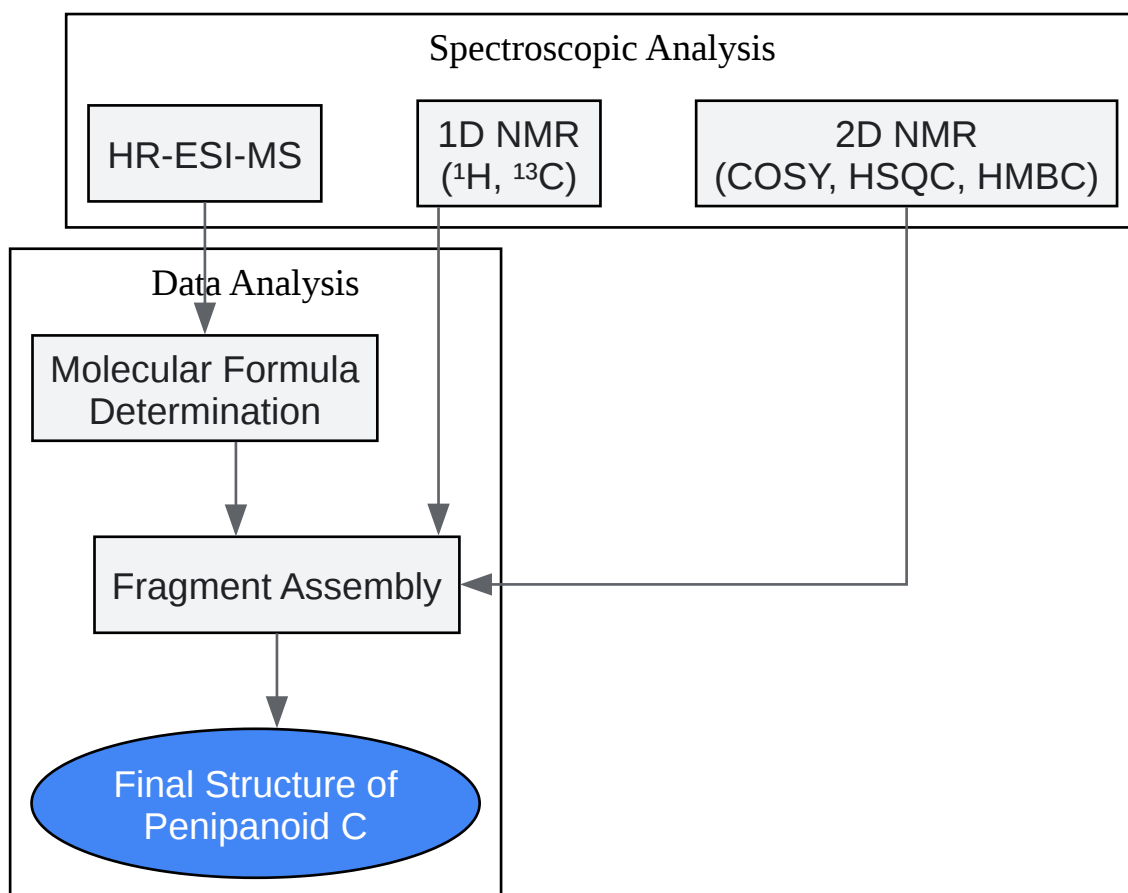 Spectroscopic Analysis
HR-ESI-MS
1D NMR
(¹H, ¹³C)
2D NMR
(COSY, HSQC, HMBC)
Data Analysis
Molecular Formula
Determination
Fragment Assembly
Final Structure of
Penipanoid C